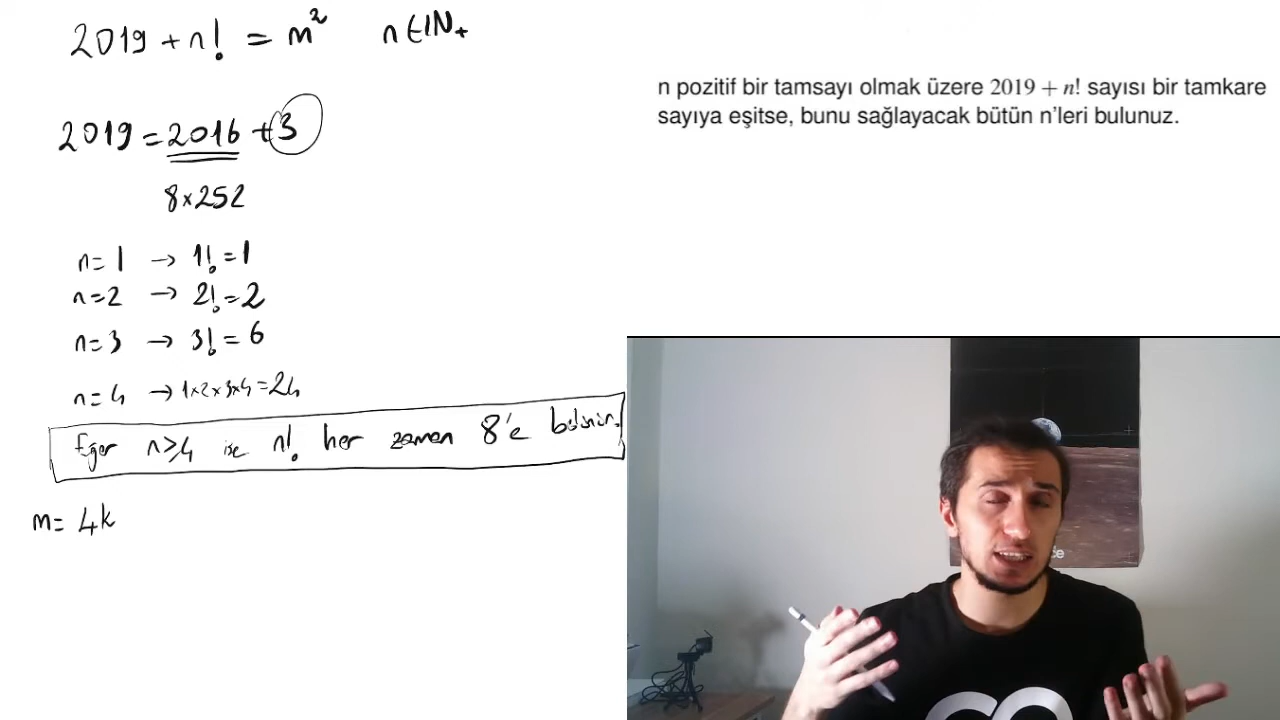 2019 + n! = m² n ∈ IN+
n pozitif bir tamsayı olmak üzere 2019 + n! sayısı bir tamkare
sayıya eşitse, bunu sağlayacak bütün n'leri bulunuz.
2019 = 2016 + 3
8×252
n=1 → 1! = 1
n=2 → 2! = 2
n=3 → 3! = 6
n=4 → 1×2×3×4 = 24
Eğer n≥4 ise n! her zaman 8'e bölünür.
m= 4k